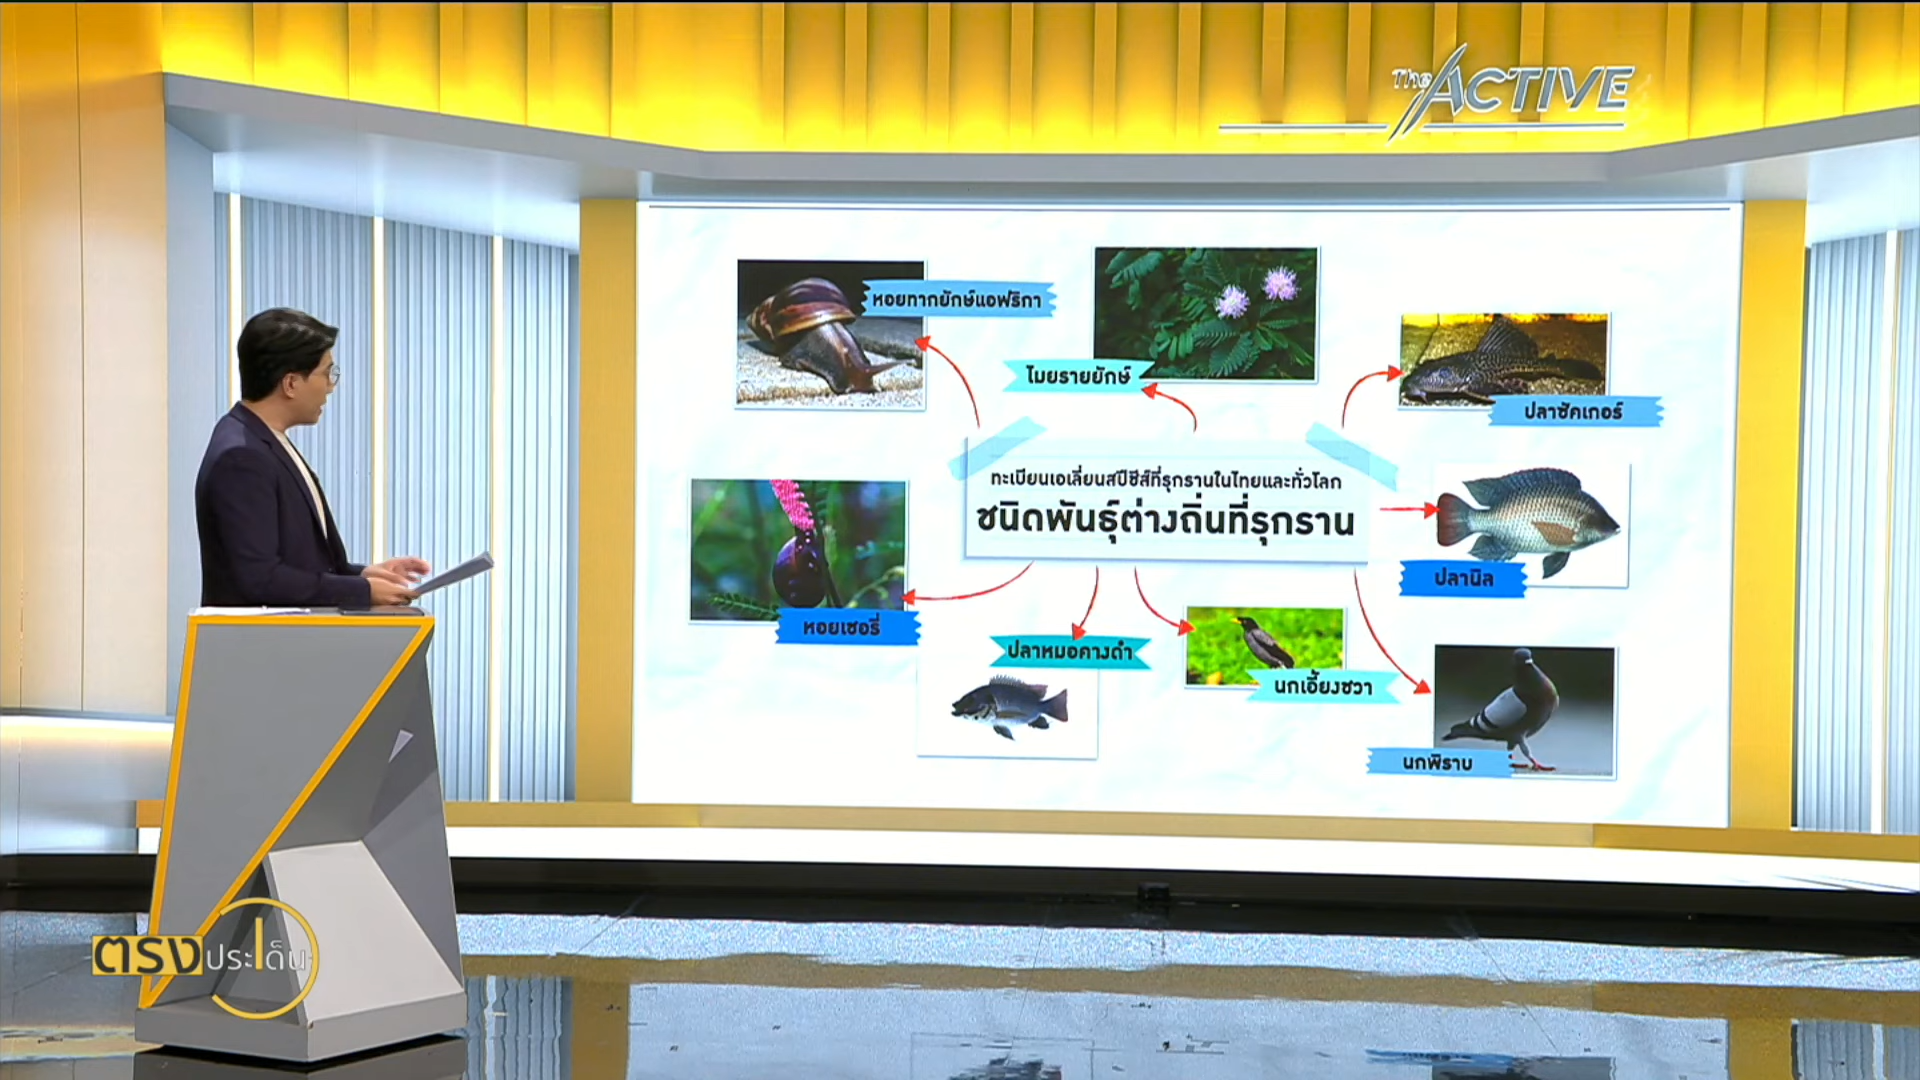 The ACTIVE
หอยทากยักษ์แอฟริกา
ไมยรายยักษ์
ปลาซัคเกอร์
ทะเบียนเอเลี่ยนสปีชีส์ที่รุกรานในไทยและทั่วโลก
ชนิดพันธุ์ต่างถิ่นที่รุกราน
ปลานิล
หอยเชอรี่
ปลาหมอคางดำ
นกเอี้ยงชวา
นกพิราบ
ตรงประเด็น